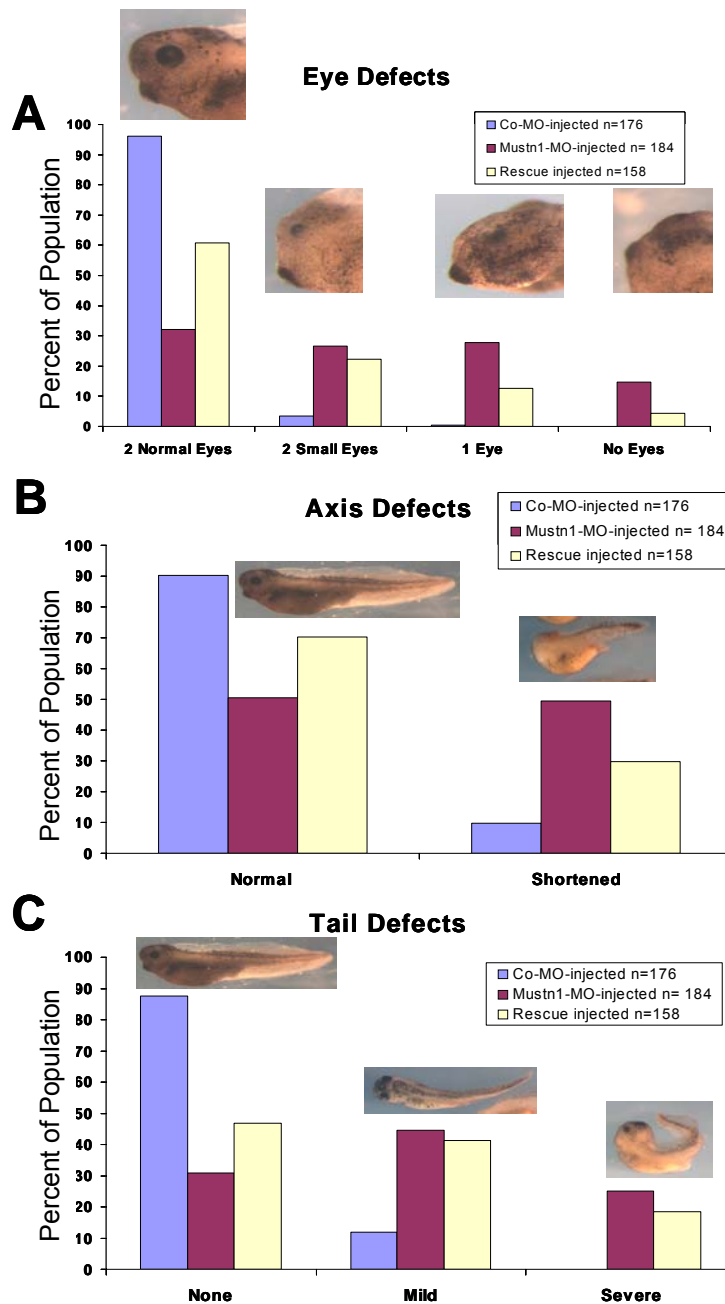 Eye Defects
A
Co-MO-injected n=176
Mustn1-MO-injected n= 184
Rescue injected n=158
Percent of Population
100
90
80
70
60
50
40
30
20
10
0
2 Normal Eyes 2 Small Eyes 1 Eye No Eyes
B
Axis Defects
Co-MO-injected n=176
Mustn1-MO-injected n= 184
Rescue injected n=158
Percent of Population
100
90
80
70
60
50
40
30
20
10
0
Normal Shortened
C
Tail Defects
Co-MO-injected n=176
Mustn1-MO-injected n= 184
Rescue injected n=158
Percent of Population
100
90
80
70
60
50
40
30
20
10
0
None Mild Severe